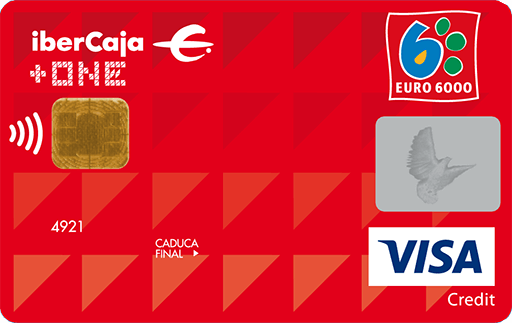 iberCaja
+ONE
EURO 6000
4921
CADUCA
FINAL
VISA
Credit